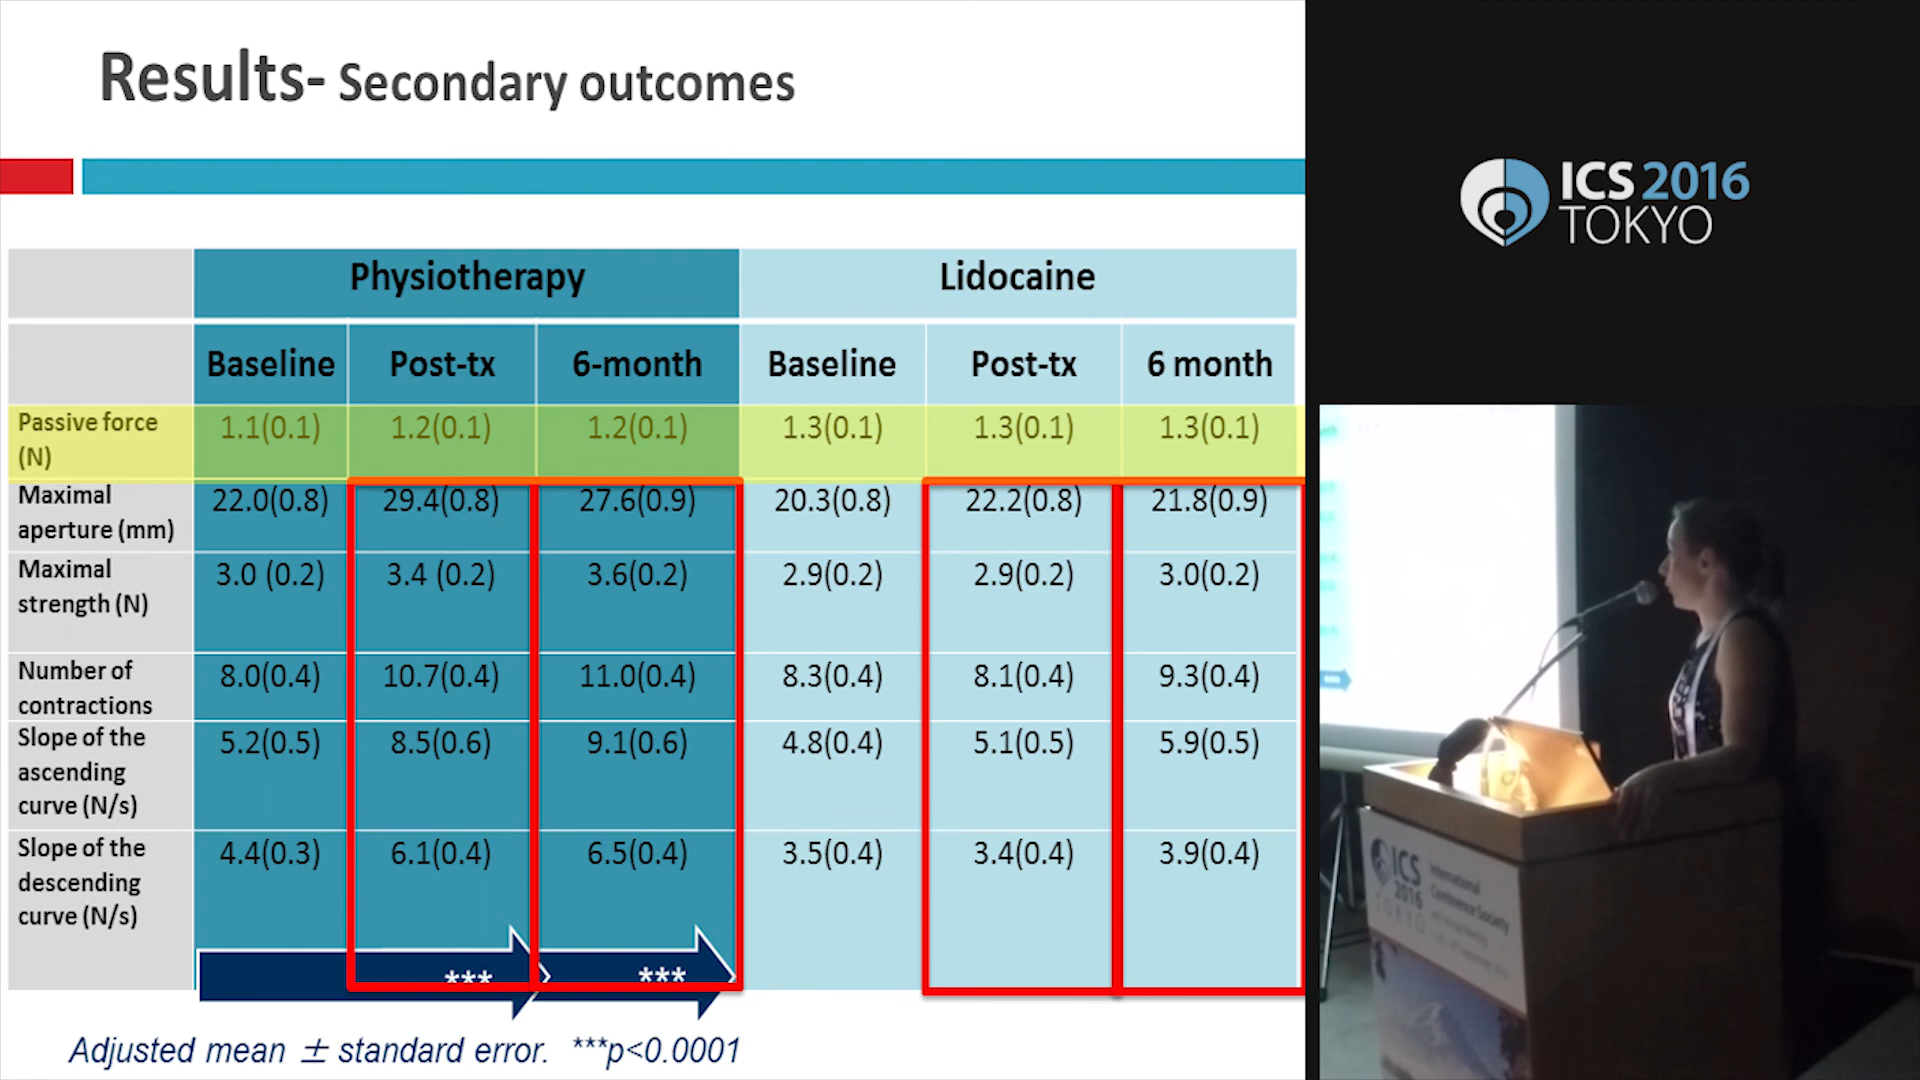 Results- Secondary outcomes
Physiotherapy Lidocaine
Baseline Post-tx 6-month Baseline Post-tx 6 month
Passive force (N) 1.1(0.1) 1.2(0.1) 1.2(0.1) 1.3(0.1) 1.3(0.1) 1.3(0.1)
Maximal aperture (mm) 22.0(0.8) 29.4(0.8) 27.6(0.9) 20.3(0.8) 22.2(0.8) 21.8(0.9)
Maximal strength (N) 3.0 (0.2) 3.4 (0.2) 3.6(0.2) 2.9(0.2) 2.9(0.2) 3.0(0.2)
Number of contractions 8.0(0.4) 10.7(0.4) 11.0(0.4) 8.3(0.4) 8.1(0.4) 9.3(0.4)
Slope of the ascending curve (N/s) 5.2(0.5) 8.5(0.6) 9.1(0.6) 4.8(0.4) 5.1(0.5) 5.9(0.5)
Slope of the descending curve (N/s) 4.4(0.3) 6.1(0.4) 6.5(0.4) 3.5(0.4) 3.4(0.4) 3.9(0.4)
*** ***
Adjusted mean ± standard error. ***p<0.0001
ICS 2016
TOKYO
ICS
2016
TOKYO
International
Continence Society